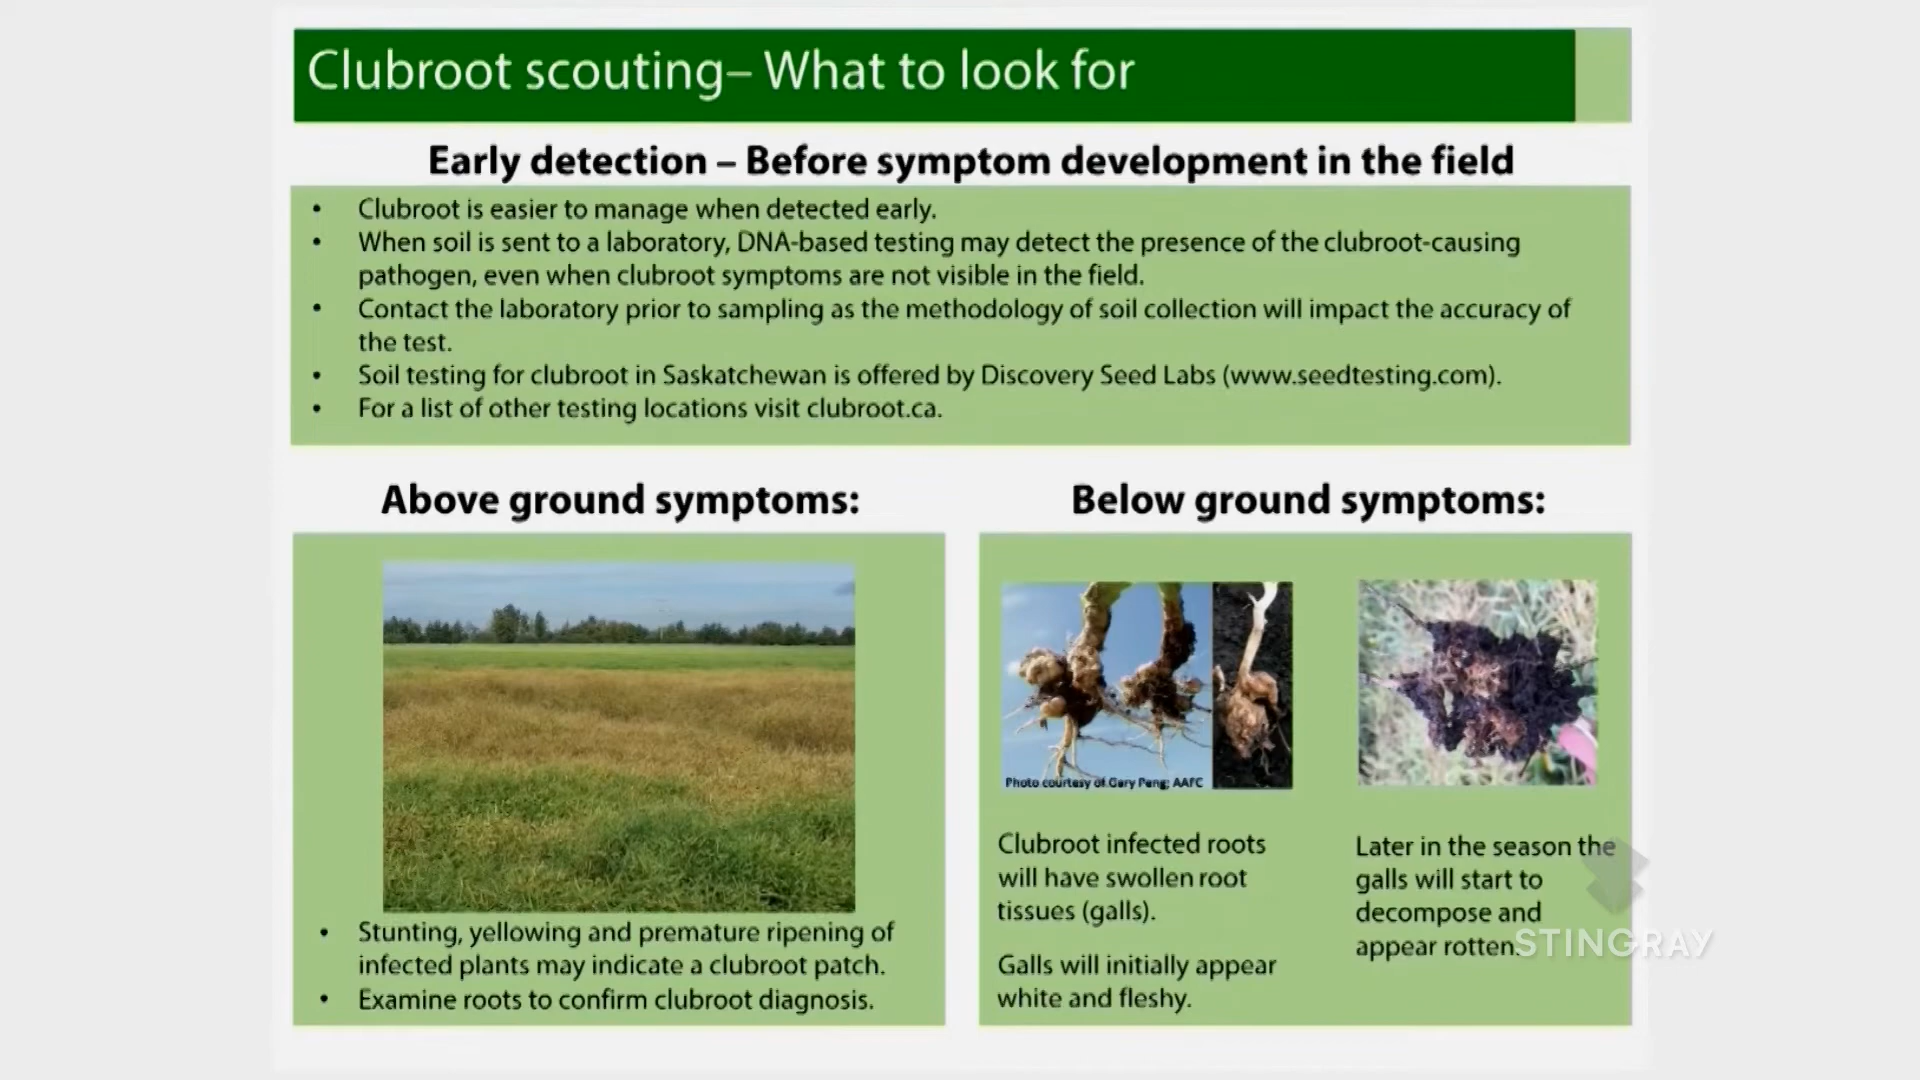 Clubroot scouting– What to look for
Early detection – Before symptom development in the field
• Clubroot is easier to manage when detected early.
• When soil is sent to a laboratory, DNA-based testing may detect the presence of the clubroot-causing
pathogen, even when clubroot symptoms are not visible in the field.
• Contact the laboratory prior to sampling as the methodology of soil collection will impact the accuracy of
the test.
• Soil testing for clubroot in Saskatchewan is offered by Discovery Seed Labs (www.seedtesting.com).
• For a list of other testing locations visit clubroot.ca.
Above ground symptoms:
• Stunting, yellowing and premature ripening of
infected plants may indicate a clubroot patch.
• Examine roots to confirm clubroot diagnosis.
Below ground symptoms:
Photo courtesy of Gary Peng; AAFC
Clubroot infected roots
will have swollen root
tissues (galls).
Galls will initially appear
white and fleshy.
Later in the season the
galls will start to
decompose and
appear rotten.
STINGRAY